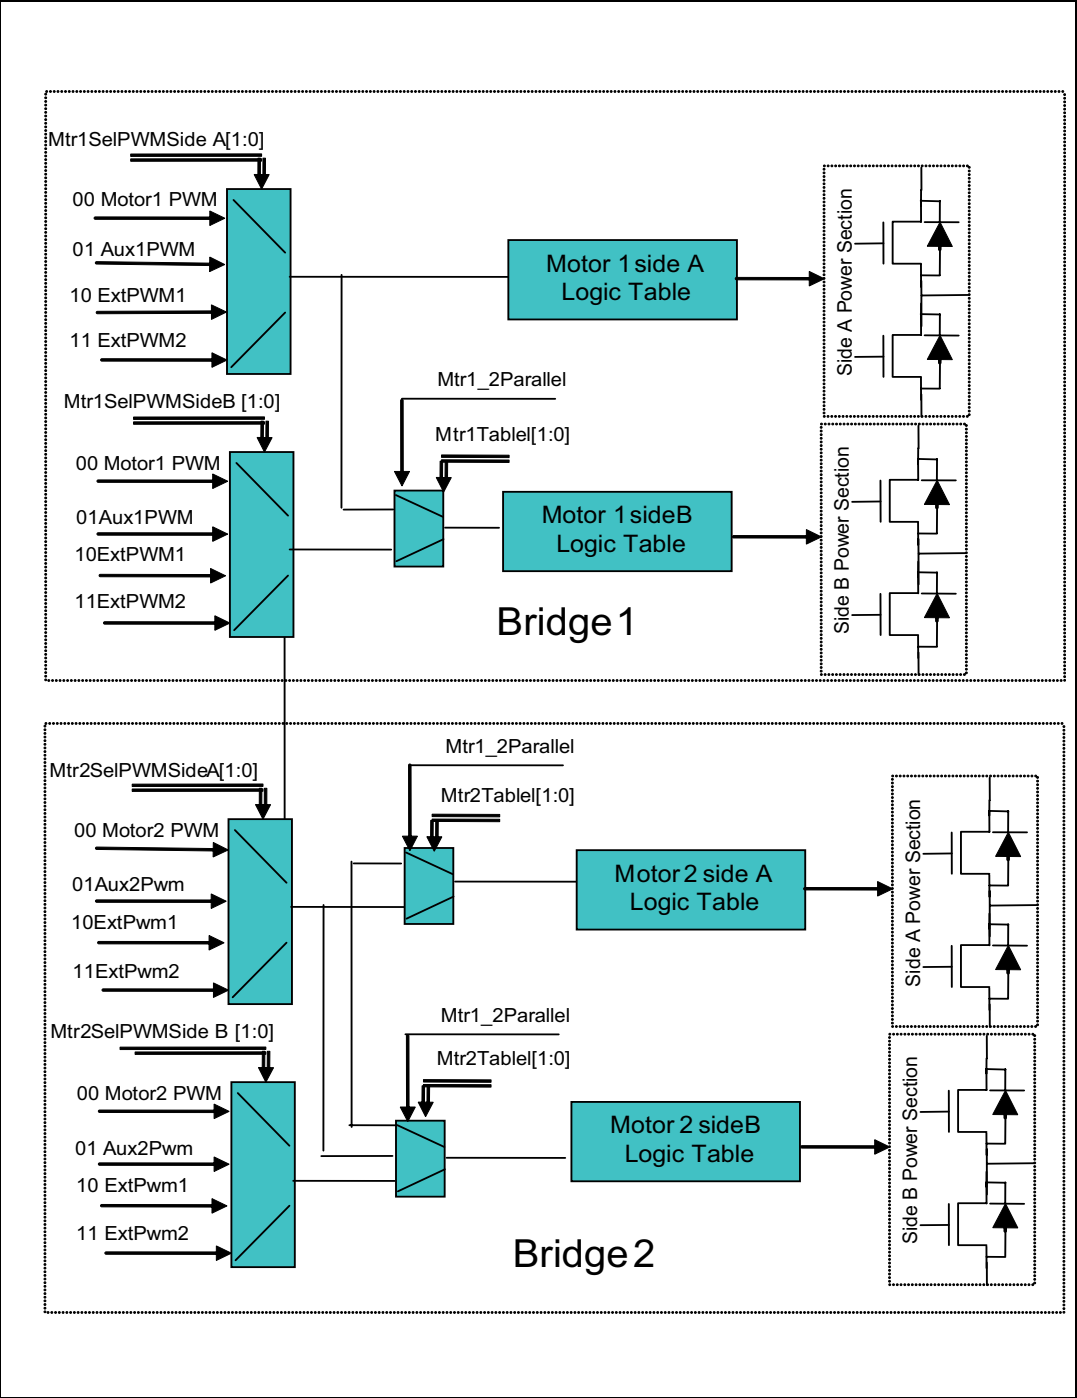 Mtr1SelPWMSide A[1:0]
00 Motor1 PWM
01 Aux1PWM
10 ExtPWM1
11 ExtPWM2
Motor 1 side A
Logic Table
Side A Power Section
Mtr1_2Parallel
Mtr1Tablel[1:0]
Mtr1SelPWMSideB [1:0]
00 Motor1 PWM
01Aux1PWM
10ExtPWM1
11ExtPWM2
Motor 1 sideB
Logic Table
Side B Power Section
Bridge 1
Mtr1_2Parallel
Mtr2Tablel[1:0]
Mtr2SelPWMSideA[1:0]
00 Motor2 PWM
01Aux2Pwm
10ExtPwm1
11ExtPwm2
Motor 2 side A
Logic Table
Side A Power Section
Mtr1_2Parallel
Mtr2Tablel[1:0]
Mtr2SelPWMSide B [1:0]
00 Motor2 PWM
01 Aux2Pwm
10 ExtPwm1
11 ExtPwm2
Motor 2 sideB
Logic Table
Side B Power Section
Bridge 2